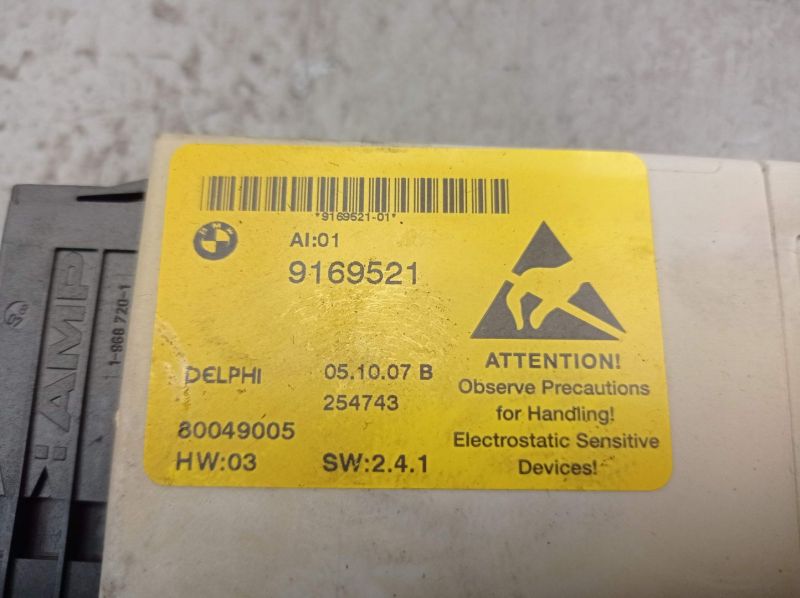 *9169521-01*
BMW
AI:01
9169521
DELPHI
05.10.07 B
254743
80049005
HW:03
SW:2.4.1
ATTENTION!
Observe Precautions
for Handling!
Electrostatic Sensitive
Devices!
AMP
1-968 720-1